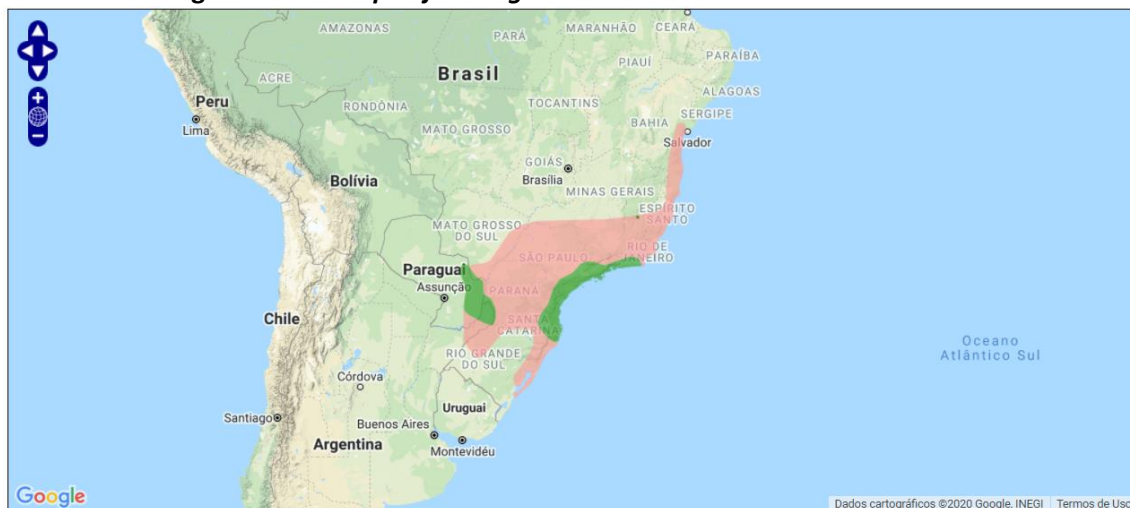 AMAZONAS
PARÁ
MARANHÃO
CEARÁ
PARAÍBA
PIAUÍ
Brasil
ACRE
ALAGOAS
TOCANTINS
Peru
RONDÔNIA
SERGIPE
Lima
BAHIA
MATO GROSSO
Salvador
GOIÁS
Brasília
Bolívia
MINAS GERAIS
ESPÍRITO
SANTO
MATO GROSSO
DO SUL
RIO DE
JANEIRO
SÃO PAULO
Paraguai
Assunção
PARANÁ
Chile
SANTA
CATARINA
Oceano
Atlântico Sul
RIO GRANDE
DO SUL
Córdova
Uruguai
Santiago
Buenos Aires
Argentina
Montevidéu
Google
Dados cartográficos ©2020 Google, INEGI
Termos de Uso